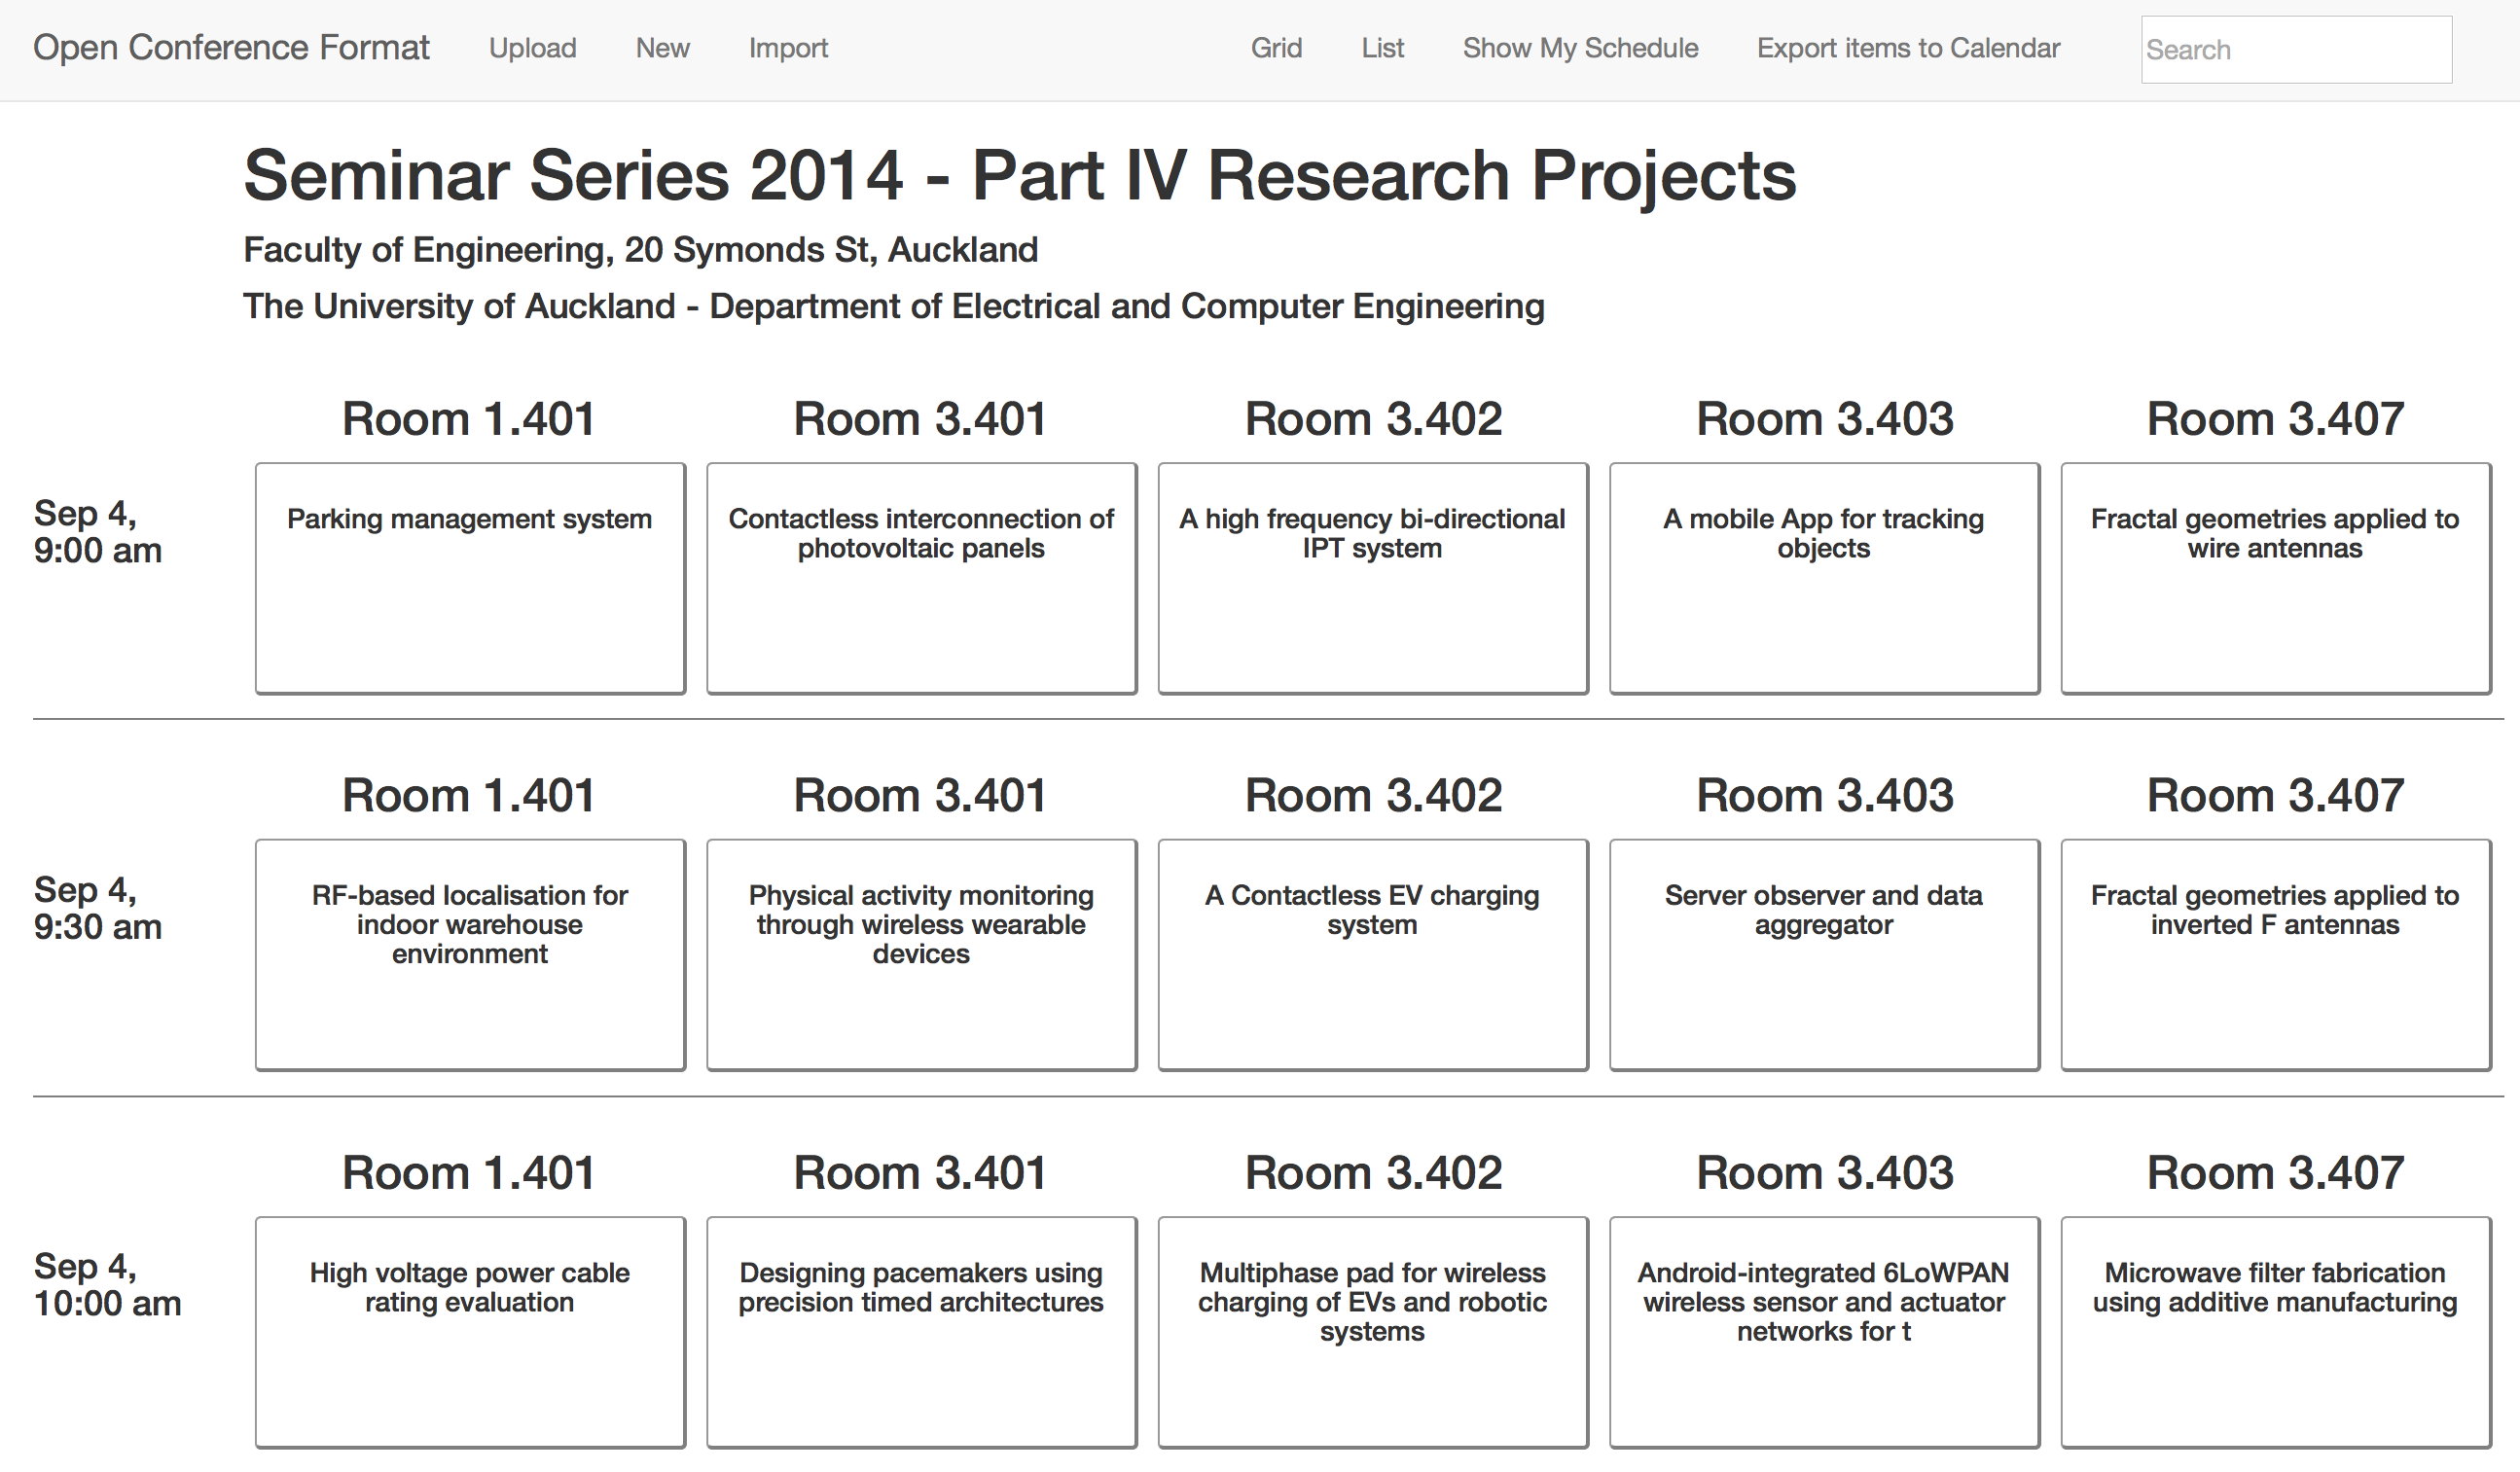 Open Conference Format Upload New Import Grid List Show My Schedule Export items to Calendar Search
Seminar Series 2014 - Part IV Research Projects
Faculty of Engineering, 20 Symonds St, Auckland
The University of Auckland - Department of Electrical and Computer Engineering
Room 1.401 Room 3.401 Room 3.402 Room 3.403 Room 3.407
Sep 4,
9:00 am
Parking management system
Contactless interconnection of
photovoltaic panels
A high frequency bi-directional
IPT system
A mobile App for tracking
objects
Fractal geometries applied to
wire antennas
Room 1.401 Room 3.401 Room 3.402 Room 3.403 Room 3.407
Sep 4,
9:30 am
RF-based localisation for
indoor warehouse
environment
Physical activity monitoring
through wireless wearable
devices
A Contactless EV charging
system
Server observer and data
aggregator
Fractal geometries applied to
inverted F antennas
Room 1.401 Room 3.401 Room 3.402 Room 3.403 Room 3.407
Sep 4,
10:00 am
High voltage power cable
rating evaluation
Designing pacemakers using
precision timed architectures
Multiphase pad for wireless
charging of EVs and robotic
systems
Android-integrated 6LoWPAN
wireless sensor and actuator
networks for t
Microwave filter fabrication
using additive manufacturing